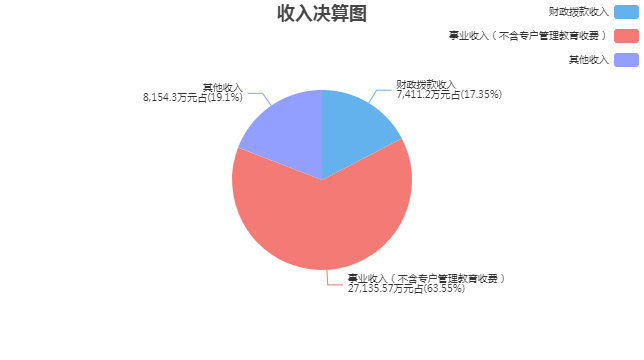 收入决算图
财政拨款收入
事业收入（不含专户管理教育收费）
其他收入
其他收入
8,154.3万元占(19.1%)
财政拨款收入
7,411.2万元占(17.35%)
事业收入（不含专户管理教育收费）
27,135.57万元占(63.55%)